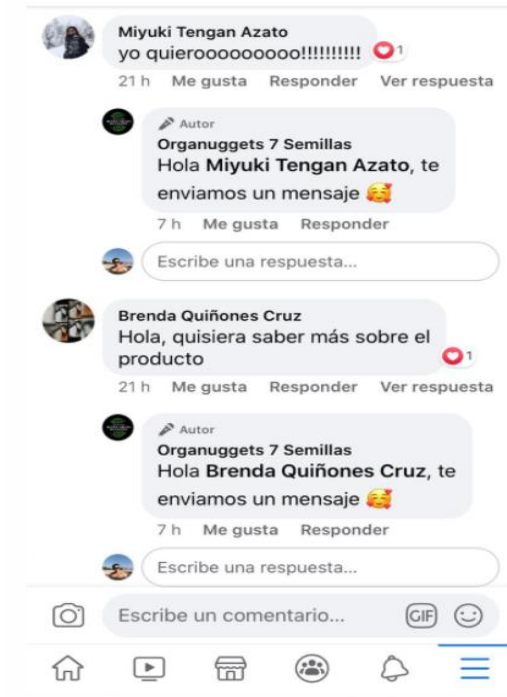 Miyuki Tengan Azato
yo quierooooooooo!!!!!!!!!!
1
21 h Me gusta Responder Ver respuesta
Autor
Organuggets 7 Semillas
Hola Miyuki Tengan Azato, te
enviamos un mensaje 🥰
7 h Me gusta Responder
Escribe una respuesta...
Brenda Quiñones Cruz
Hola, quisiera saber más sobre el
producto
1
21 h Me gusta Responder Ver respuesta
Autor
Organuggets 7 Semillas
Hola Brenda Quiñones Cruz, te
enviamos un mensaje 🥰
7 h Me gusta Responder
Escribe una respuesta...
Escribe un comentario...
GIF